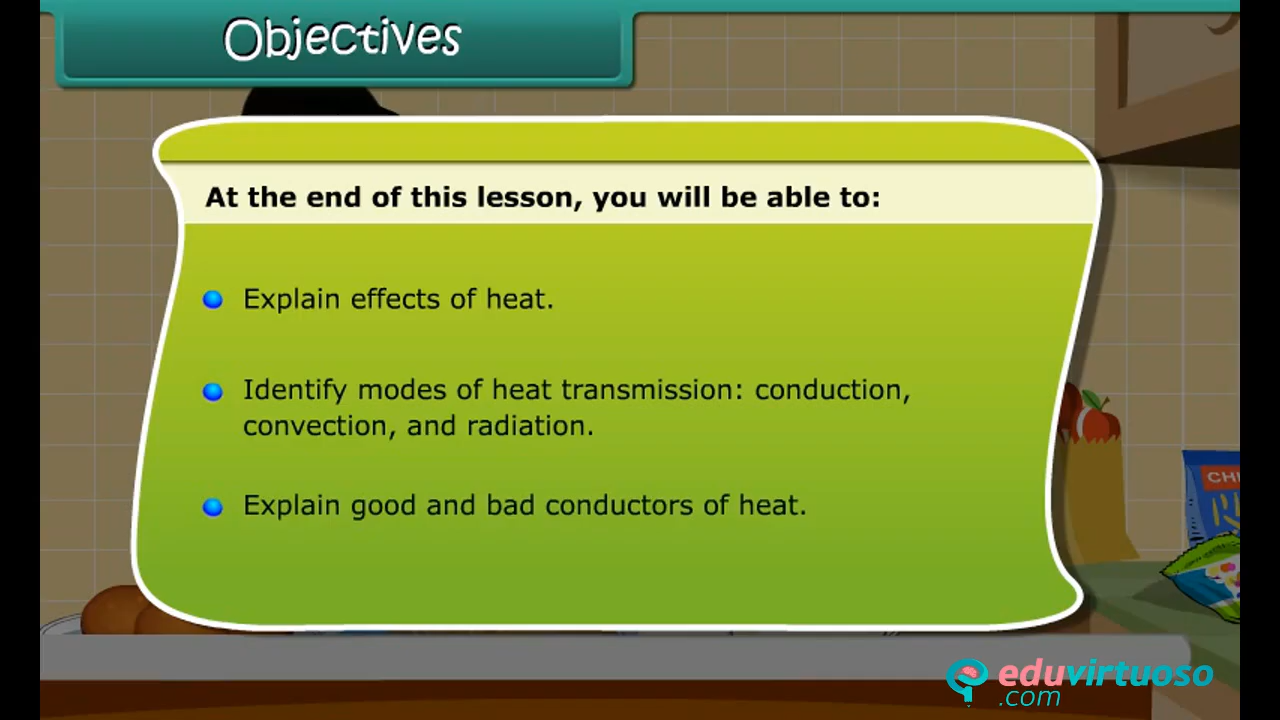 Objectives
At the end of this lesson, you will be able to:
Explain effects of heat.
Identify modes of heat transmission: conduction,
convection, and radiation.
Explain good and bad conductors of heat.
eduvirtuoso
.com